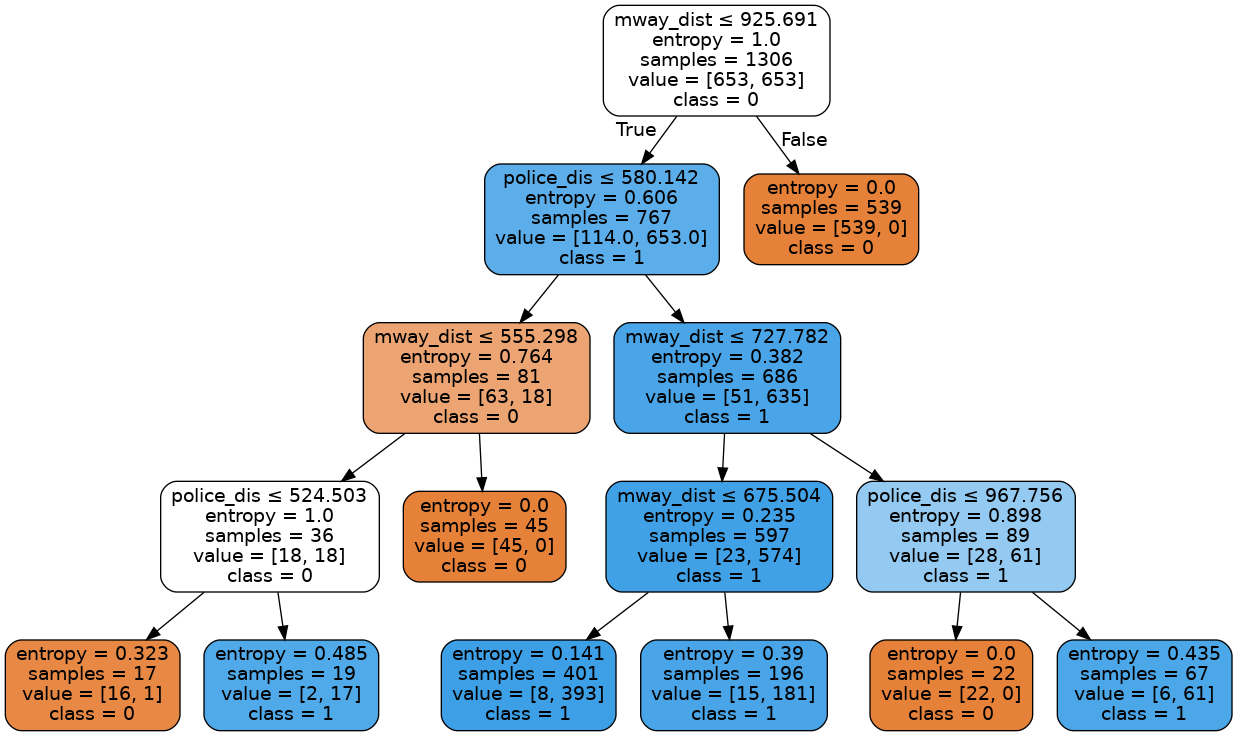 mway_dist ≤ 925.691
entropy = 1.0
samples = 1306
value = [653, 653]
class = 0
True
False
police_dis ≤ 580.142
entropy = 0.606
samples = 767
value = [114.0, 653.0]
class = 1
entropy = 0.0
samples = 539
value = [539, 0]
class = 0
mway_dist ≤ 555.298
entropy = 0.764
samples = 81
value = [63, 18]
class = 0
mway_dist ≤ 727.782
entropy = 0.382
samples = 686
value = [51, 635]
class = 1
police_dis ≤ 524.503
entropy = 1.0
samples = 36
value = [18, 18]
class = 0
entropy = 0.0
samples = 45
value = [45, 0]
class = 0
mway_dist ≤ 675.504
entropy = 0.235
samples = 597
value = [23, 574]
class = 1
police_dis ≤ 967.756
entropy = 0.898
samples = 89
value = [28, 61]
class = 1
entropy = 0.323
samples = 17
value = [16, 1]
class = 0
entropy = 0.485
samples = 19
value = [2, 17]
class = 1
entropy = 0.141
samples = 401
value = [8, 393]
class = 1
entropy = 0.39
samples = 196
value = [15, 181]
class = 1
entropy = 0.0
samples = 22
value = [22, 0]
class = 0
entropy = 0.435
samples = 67
value = [6, 61]
class = 1